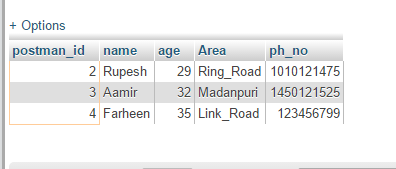 + Options
postman_id name age Area ph_no
2 Rupesh 29 Ring_Road 1010121475
3 Aamir 32 Madanpuri 1450121525
4 Farheen 35 Link_Road 123456799